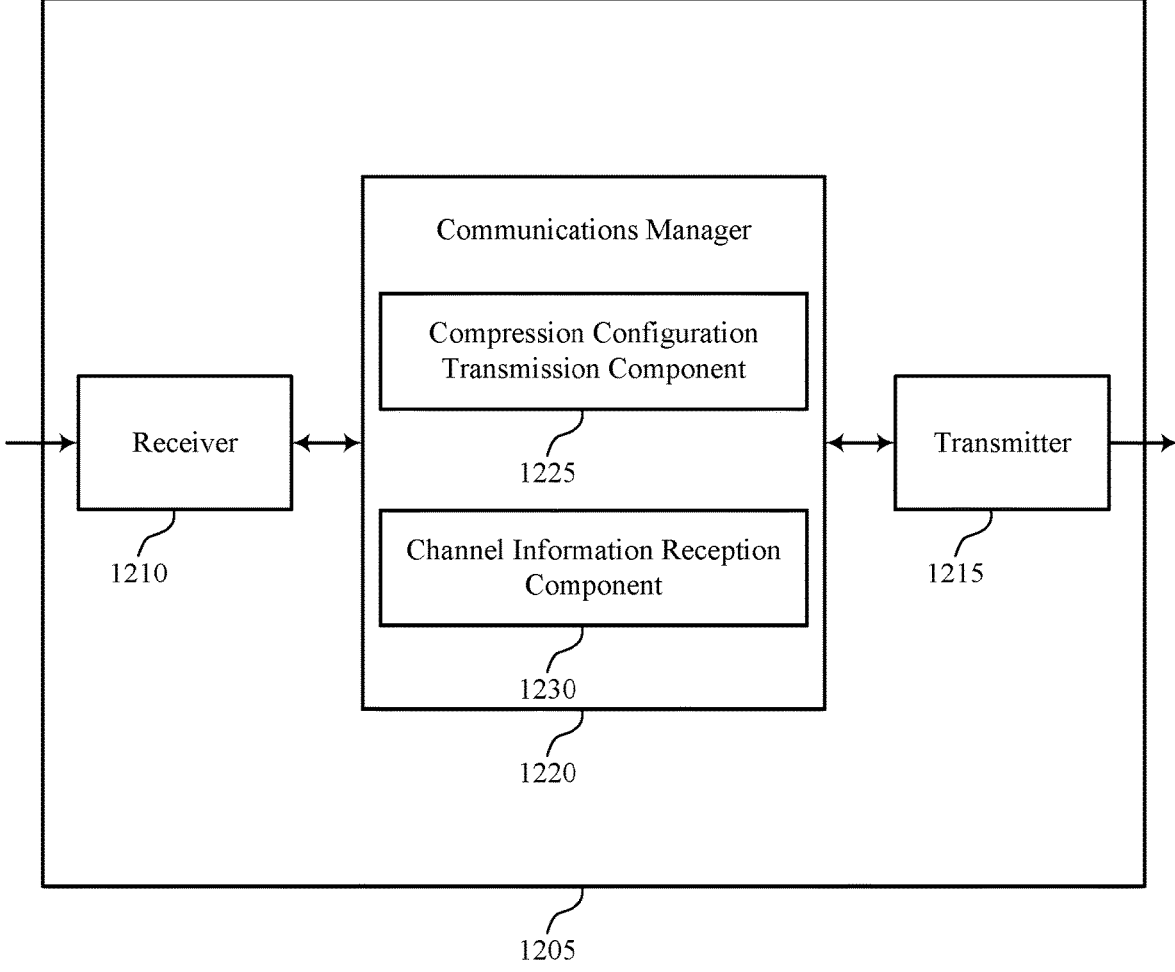 Communications Manager
Compression Configuration
Transmission Component
1225
Receiver
1210
Transmitter
1215
Channel Information Reception
Component
1230
1220
1205